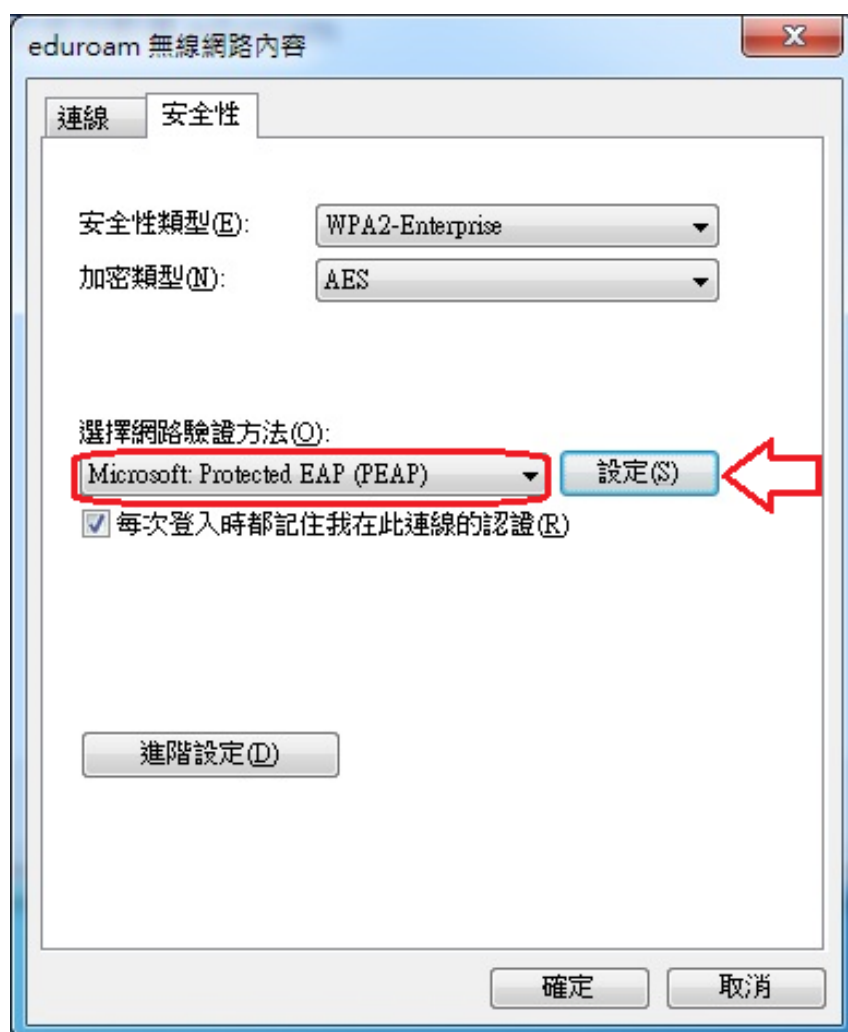 eduroam 無線網路內容
連線 安全性
安全性類型(E): WPA2-Enterprise
加密類型(N): AES
選擇網路驗證方法(O):
Microsoft: Protected EAP (PEAP) 設定(S)
每次登入時都記住我在此連線的認證(R)
進階設定(D)
確定 取消